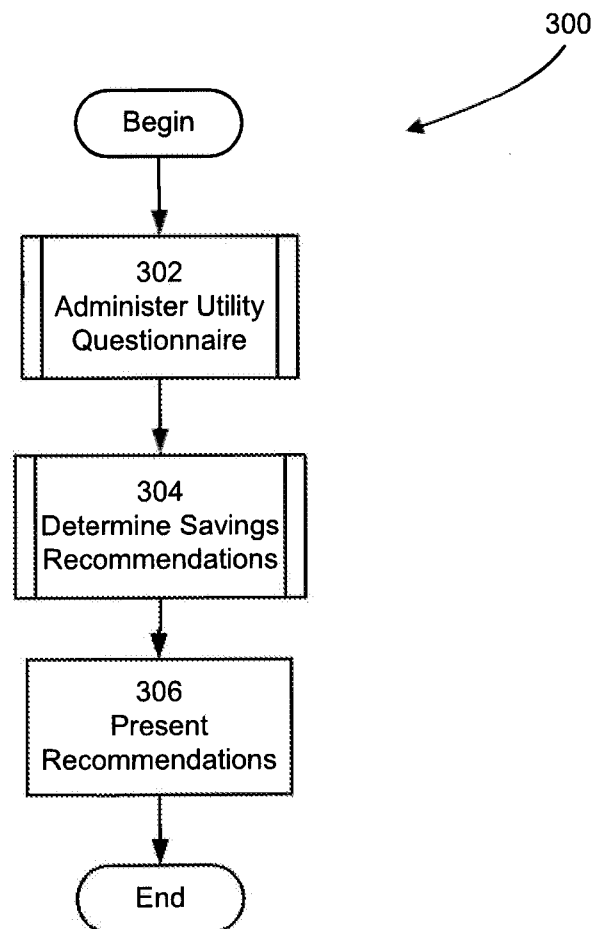 300
Begin
302
Administer Utility
Questionnaire
304
Determine Savings
Recommendations
306
Present
Recommendations
End